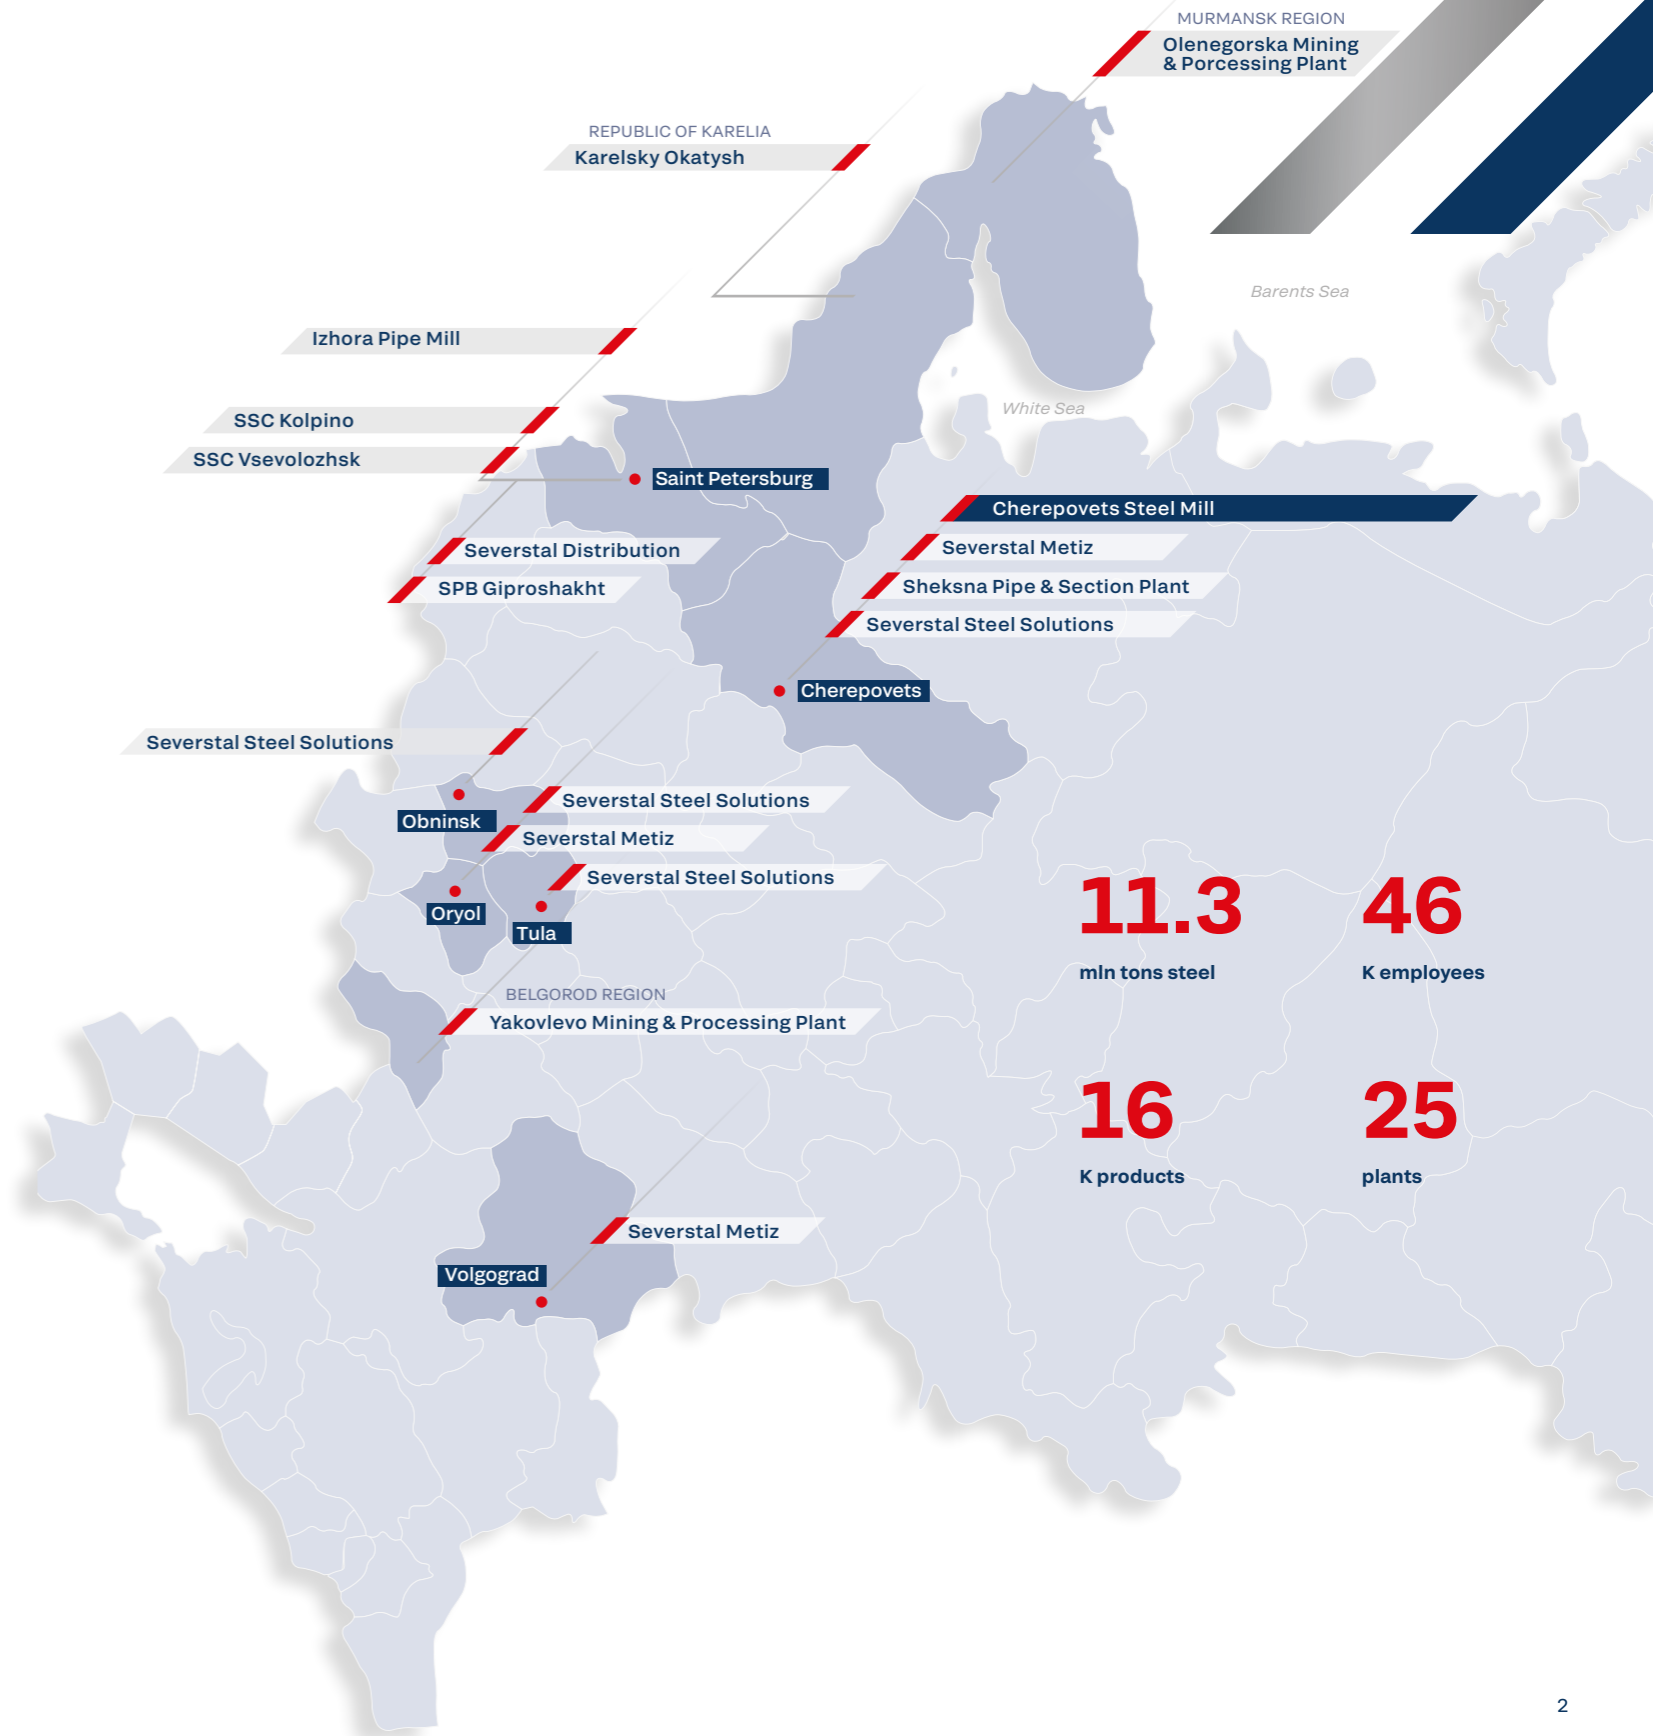 MURMANSK REGION
Olenegorska Mining
& Porcessing Plant
REPUBLIC OF KARELIA
Karelsky Okatysh
Barents Sea
Izhora Pipe Mill
White Sea
SSC Kolpino
SSC Vsevolozhsk
Saint Petersburg
Cherepovets Steel Mill
Severstal Distribution
Severstal Metiz
SPB Giproshakht
Sheksna Pipe & Section Plant
Severstal Steel Solutions
Cherepovets
Severstal Steel Solutions
Obninsk
Severstal Steel Solutions
Severstal Metiz
Severstal Steel Solutions
Oryol
Tula
11.3
mln tons steel
46
K employees
BELGOROD REGION
Yakovlevo Mining & Processing Plant
16
K products
25
plants
Severstal Metiz
Volgograd
2